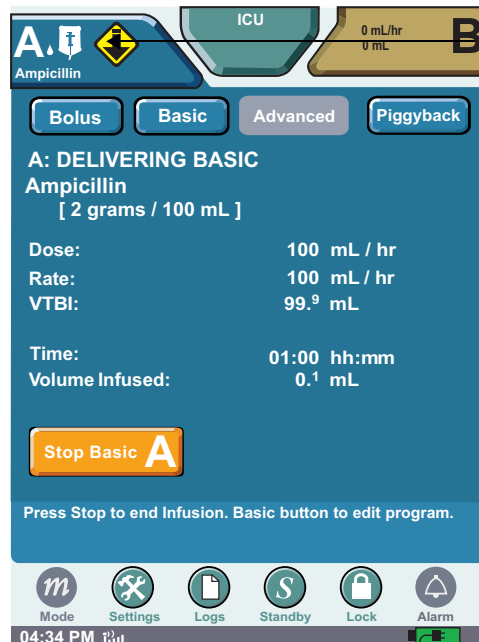 ICU
0 mL/hr
0 mL
A. B
Ampicillin
Bolus Basic Advanced Piggyback
A: DELIVERING BASIC
Ampicillin
[ 2 grams / 100 mL ]
Dose: 100 mL / hr
Rate: 100 mL / hr
VTBI: 99.⁹ mL
Time: 01:00 hh:mm
Volume Infused: 0.¹ mL
Stop Basic A
Press Stop to end Infusion. Basic button to edit program.
m S
Mode Settings Logs Standby Lock Alarm
04:34 PM